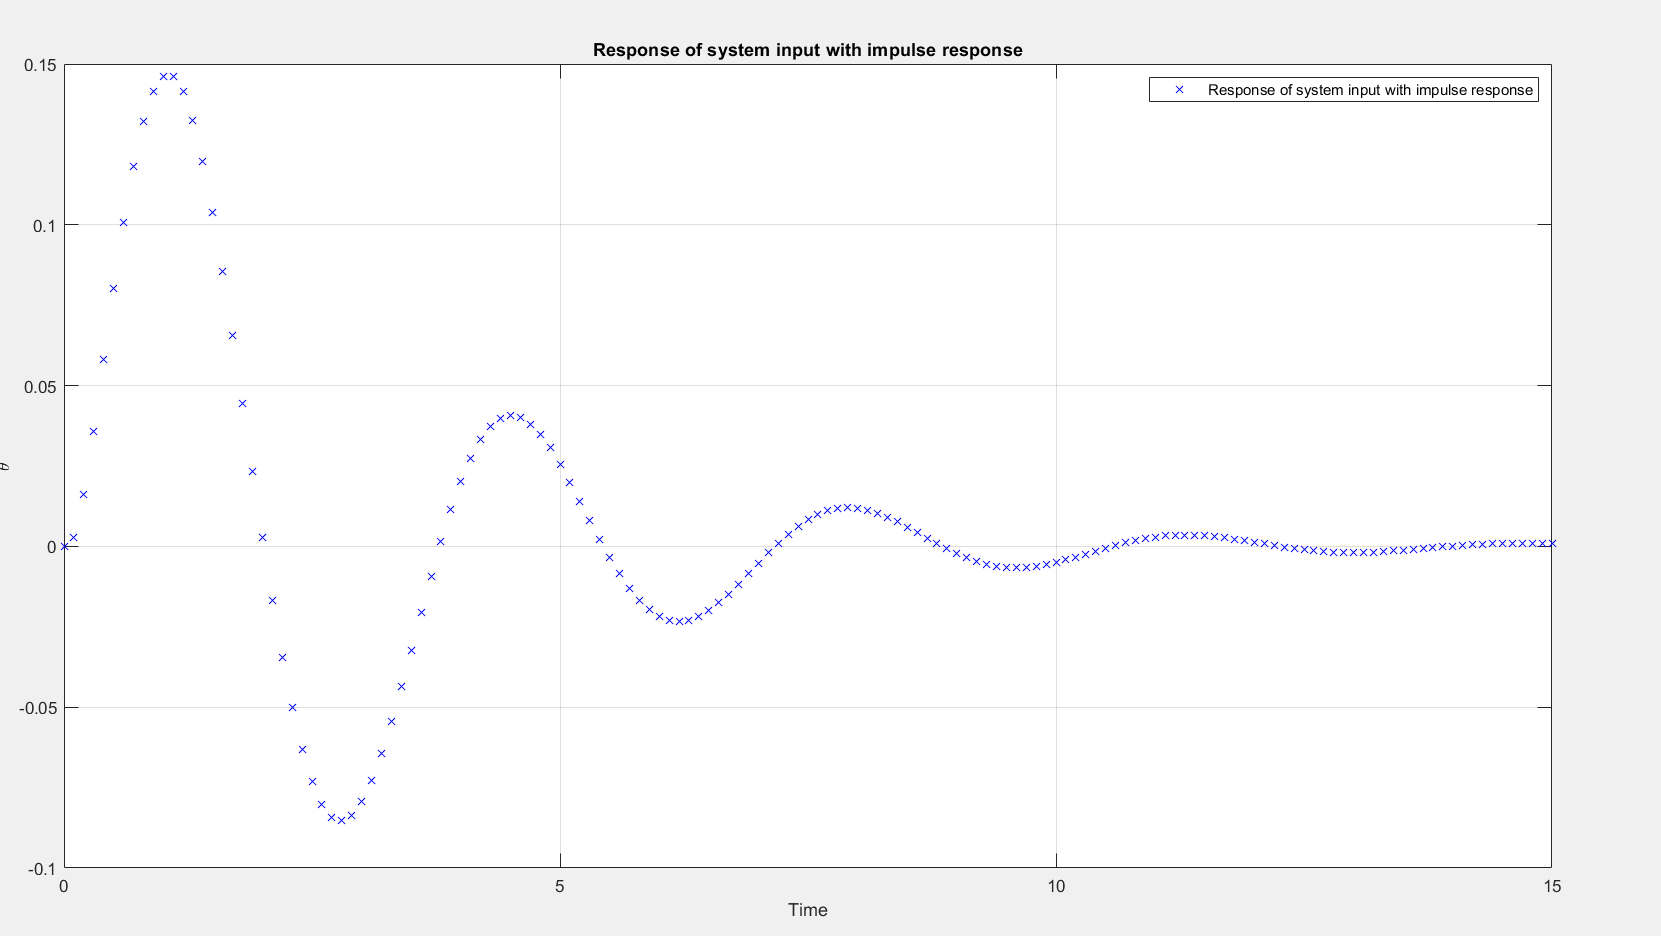 Response of system input with impulse response
Response of system input with impulse response
0.15
0.1
0.05
0
-0.05
-0.1
θ
0 5 10 15
Time